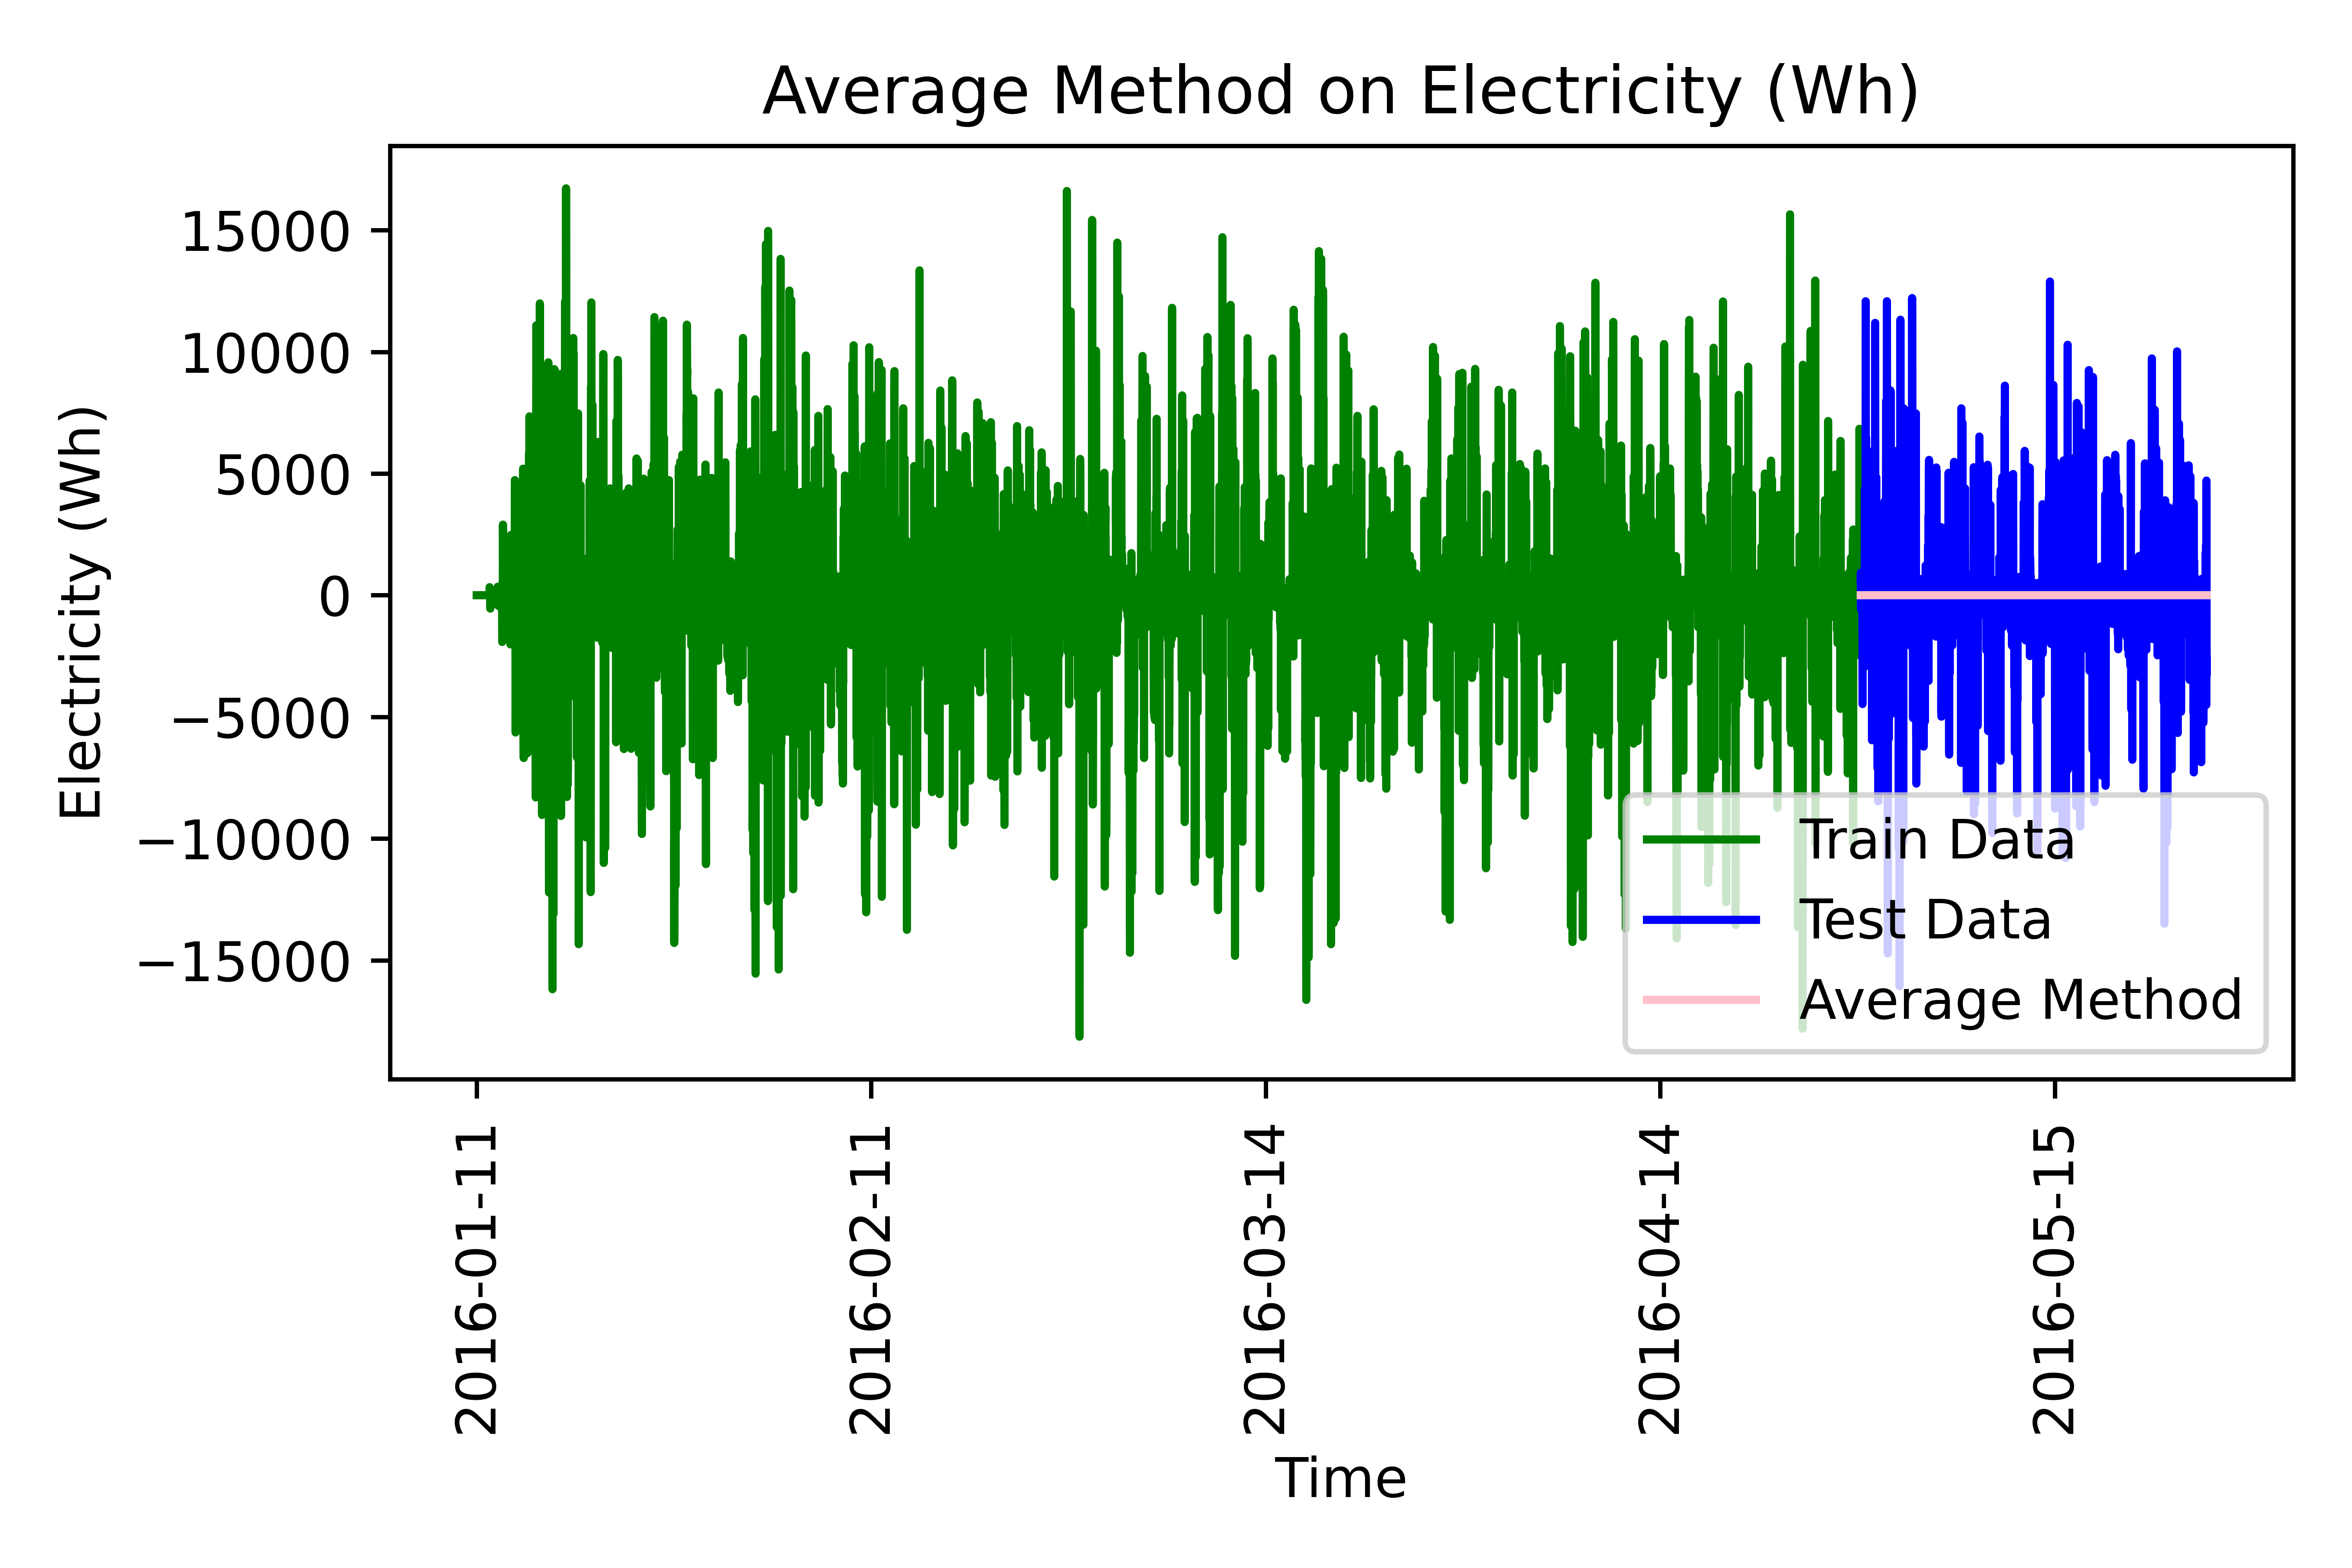 Average Method on Electricity (Wh)
Electricity (Wh)
15000
10000
5000
0
−5000
−10000
−15000
Train Data
Test Data
Average Method
2016-01-11
2016-02-11
2016-03-14
2016-04-14
2016-05-15
Time